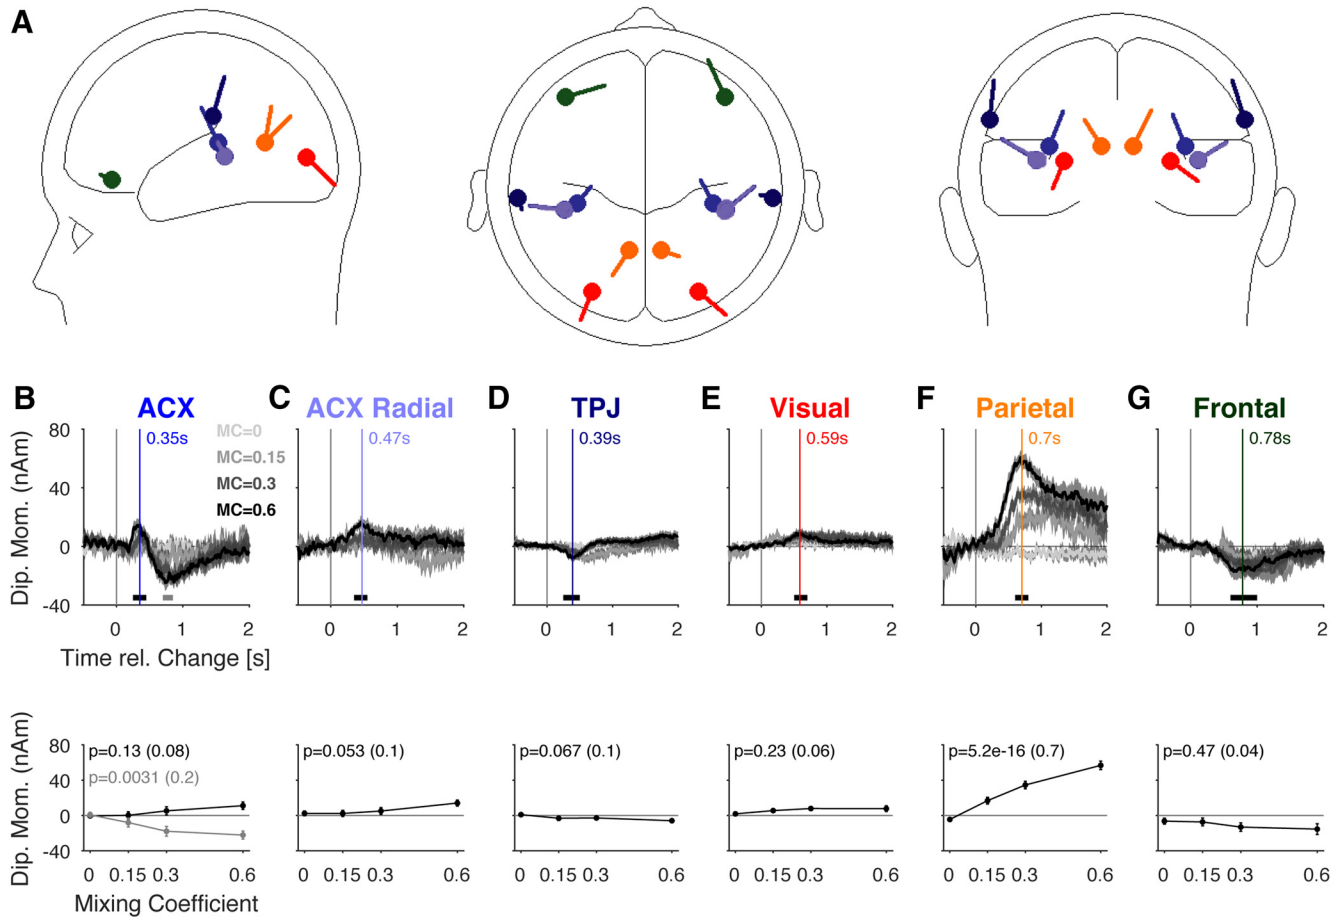 A
B ACX
C ACX Radial
D TPJ
E Visual
F Parietal
G Frontal
Dip. Mom. (nAm)
80
40
0
-40
0.35s
MC=0
MC=0.15
MC=0.3
MC=0.6
0.47s
0.39s
0.59s
0.7s
0.78s
0 1 2
0 1 2
0 1 2
0 1 2
0 1 2
0 1 2
Time rel. Change [s]
Dip. Mom. (nAm)
80
40
0
-40
p=0.13 (0.08)
p=0.0031 (0.2)
p=0.053 (0.1)
p=0.067 (0.1)
p=0.23 (0.06)
p=5.2e-16 (0.7)
p=0.47 (0.04)
0 0.15 0.3 0.6
0 0.15 0.3 0.6
0 0.15 0.3 0.6
0 0.15 0.3 0.6
0 0.15 0.3 0.6
0 0.15 0.3 0.6
Mixing Coefficient